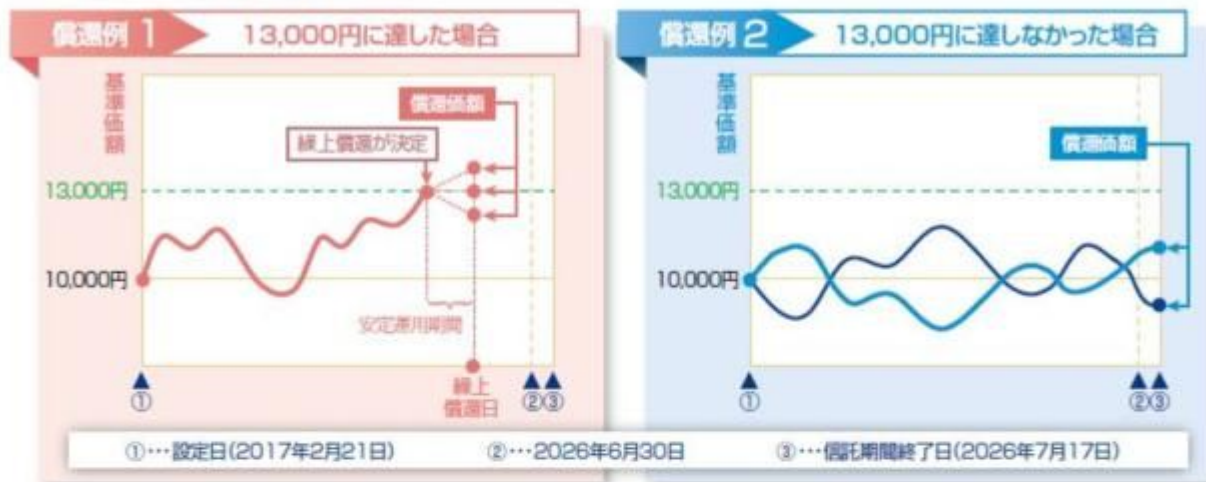 償還例 1 13,000円に達した場合
基準価額
償還価額
繰上償還が決定
13,000円
10,000円
安定運用期間
① 繰上償還日 ②③
償還例 2 13,000円に達しなかった場合
基準価額
償還価額
13,000円
10,000円
① ②③
①…設定日(2017年2月21日) ②…2026年6月30日 ③…信託期間終了日(2026年7月17日)